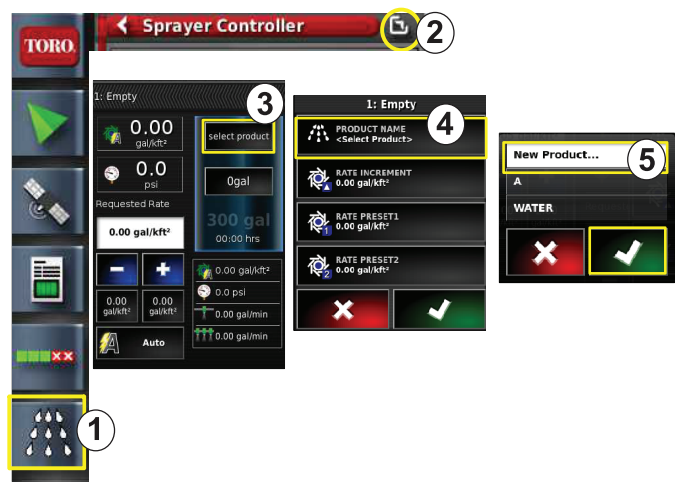 TORO.
Sprayer Controller
2
1: Empty
3
0.00
gal/kft²
0.0
psi
Requested Rate
0.00 gal/kft²
- +
0.00
gal/kft²
0.00
gal/kft²
Auto
select product
0gal
300 gal
00:00 hrs
0.00 gal/kft²
0.0 psi
0.00 gal/min
0.00 gal/min
1: Empty
4
PRODUCT NAME
<Select Product>
RATE INCREMENT
0.00 gal/kft²
RATE PRESET1
0.00 gal/kft²
1
RATE PRESET2
0.00 gal/kft²
2
New Product...
5
A
WATER
1